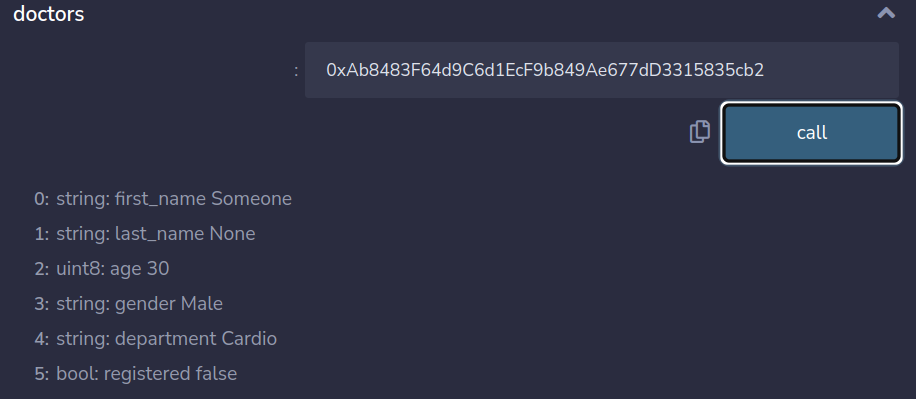 doctors
: 0xAb8483F64d9C6d1EcF9b849Ae677dD3315835cb2
call
0: string: first_name Someone
1: string: last_name None
2: uint8: age 30
3: string: gender Male
4: string: department Cardio
5: bool: registered false